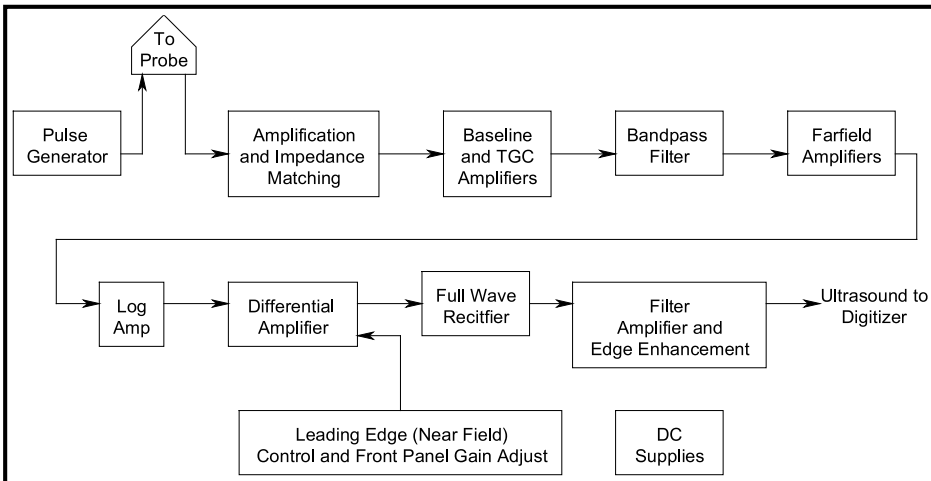 To
Probe
Pulse
Generator
Amplification
and Impedance
Matching
Baseline
and TGC
Amplifiers
Bandpass
Filter
Farfield
Amplifiers
Log
Amp
Differential
Amplifier
Full Wave
Recitfier
Filter
Amplifier and
Edge Enhancement
Ultrasound to
Digitizer
Leading Edge (Near Field)
Control and Front Panel Gain Adjust
DC
Supplies